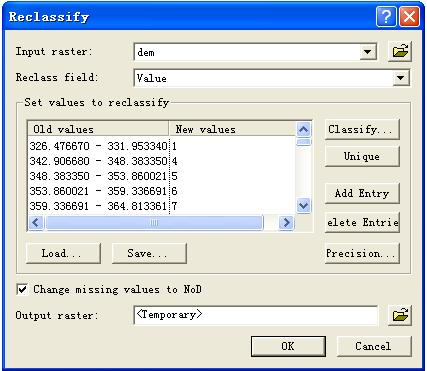 Reclassify
Input raster: dem
Reclass field: Value
Set values to reclassify
Old values New values
326.476670 - 331.953340 1
342.906680 - 348.383350 4
348.383350 - 353.860021 5
353.860021 - 359.336691 6
359.336691 - 364.813361 7
Classify...
Unique
Add Entry
elete Entrie
Load... Save... Precision...
Change missing values to NoD
Output raster: <Temporary>
OK Cancel